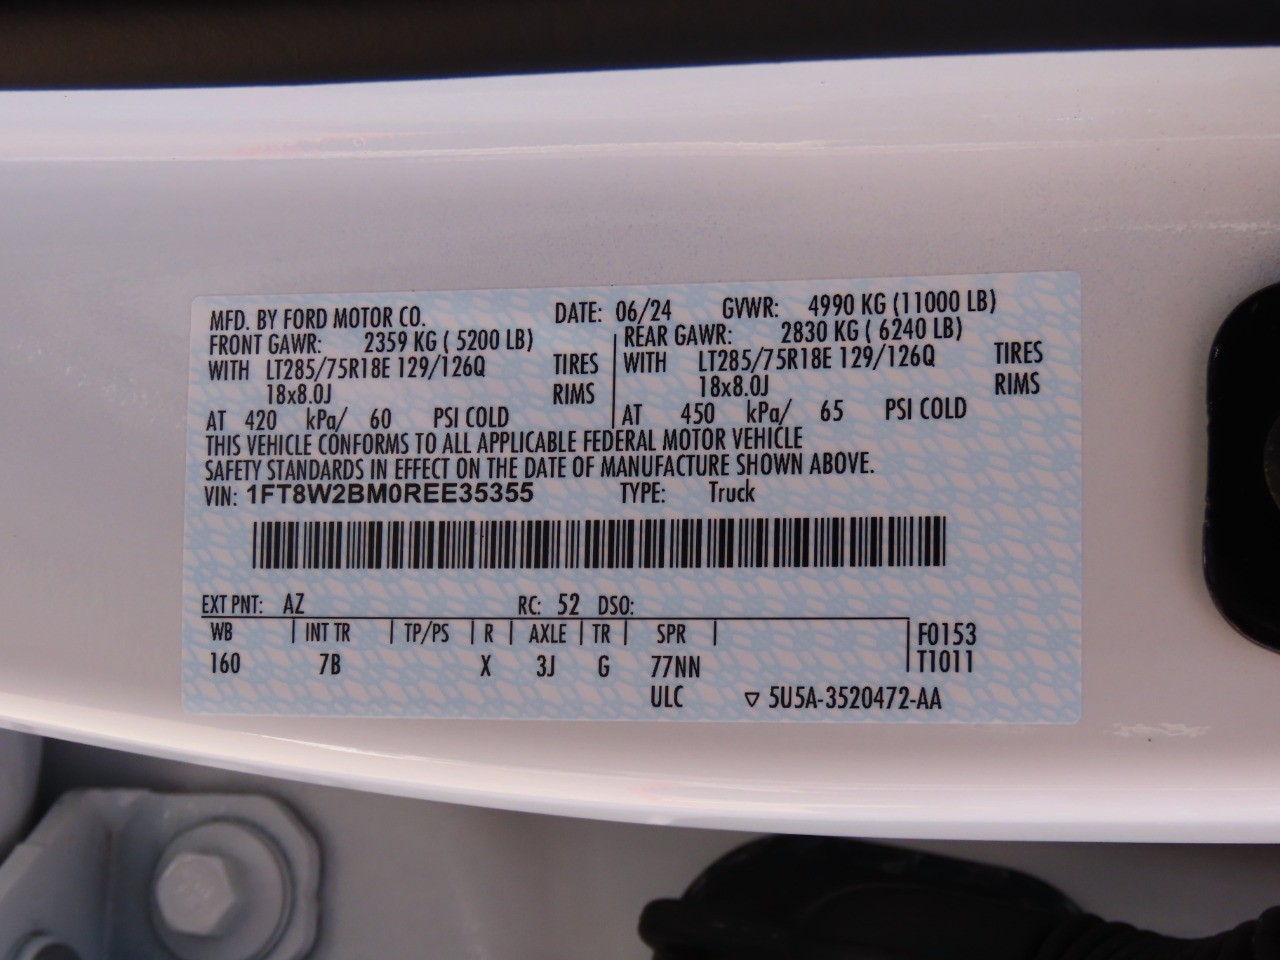 MFD. BY FORD MOTOR CO. DATE: 06/24 GVWR: 4990 KG (11000 LB)
FRONT GAWR: 2359 KG ( 5200 LB) REAR GAWR: 2830 KG ( 6240 LB)
WITH LT285/75R18E 129/126Q TIRES WITH LT285/75R18E 129/126Q TIRES
18x8.0J RIMS 18x8.0J RIMS
AT 420 kPa/ 60 PSI COLD AT 450 kPa/ 65 PSI COLD
THIS VEHICLE CONFORMS TO ALL APPLICABLE FEDERAL MOTOR VEHICLE
SAFETY STANDARDS IN EFFECT ON THE DATE OF MANUFACTURE SHOWN ABOVE.
VIN: 1FT8W2BM0REE35355 TYPE: Truck
EXT PNT: AZ RC: 52 DSO:
WB INT TR TP/PS R AXLE TR SPR F0153
160 7B X 3J G 77NN T1011
ULC ▽ 5U5A-3520472-AA